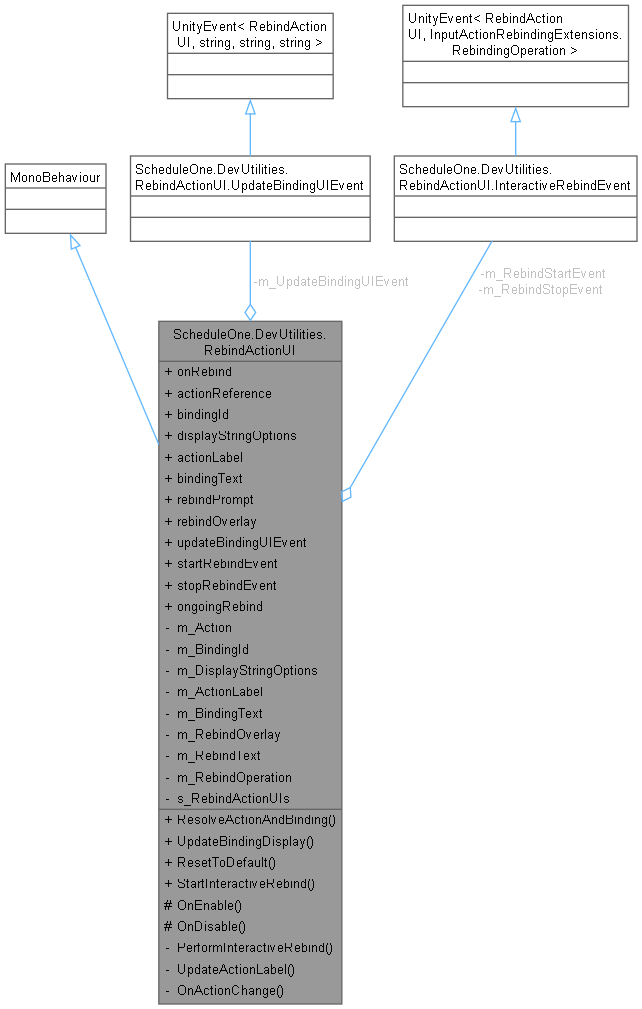 UnityEvent< RebindAction
UI, string, string, string >
UnityEvent< RebindAction
UI, InputActionRebindingExtensions.
RebindingOperation >
MonoBehaviour
ScheduleOne.DevUtilities.
RebindActionUI.UpdateBindingUIEvent
ScheduleOne.DevUtilities.
RebindActionUI.InteractiveRebindEvent
-m_UpdateBindingUIEvent
-m_RebindStartEvent
-m_RebindStopEvent
ScheduleOne.DevUtilities.
RebindActionUI
+ onRebind
+ actionReference
+ bindingId
+ displayStringOptions
+ actionLabel
+ bindingText
+ rebindPrompt
+ rebindOverlay
+ updateBindingUIEvent
+ startRebindEvent
+ stopRebindEvent
+ ongoingRebind
- m_Action
- m_BindingId
- m_DisplayStringOptions
- m_ActionLabel
- m_BindingText
- m_RebindOverlay
- m_RebindText
- m_RebindOperation
- s_RebindActionUIs
+ ResolveActionAndBinding()
+ UpdateBindingDisplay()
+ ResetToDefault()
+ StartInteractiveRebind()
# OnEnable()
# OnDisable()
- PerformInteractiveRebind()
- UpdateActionLabel()
- OnActionChange()